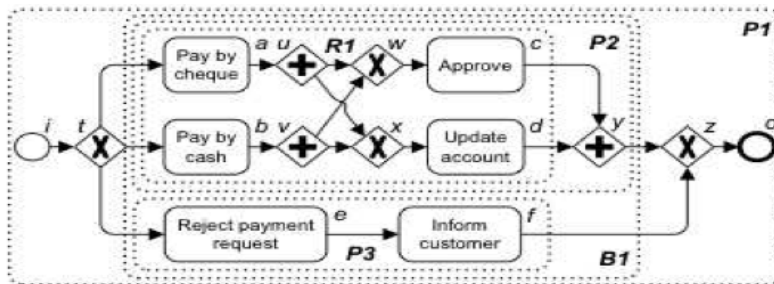 P1
a u R1 w c P2
Pay by
cheque
Approve
i t b v x d y z o
Pay by
cash
Update
account
e f
Reject payment
request
Inform
customer
P3 B1